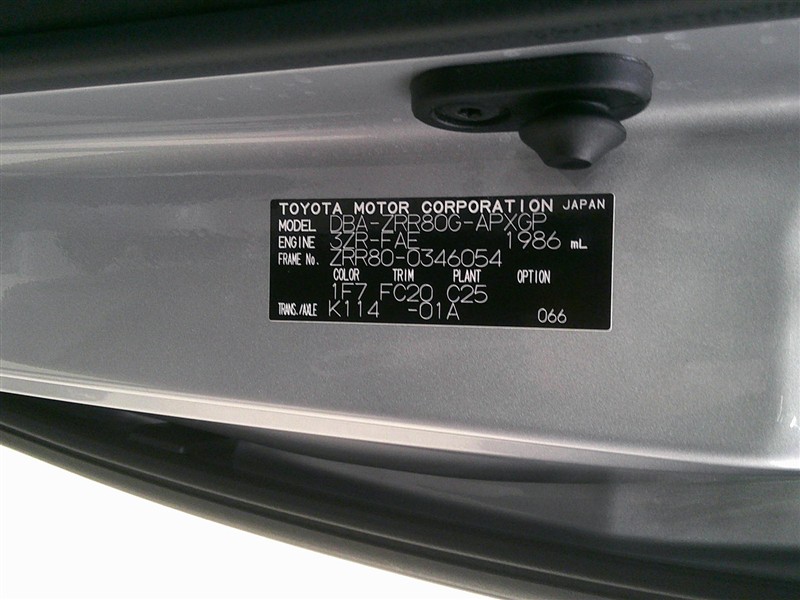 TOYOTA MOTOR CORPORATION JAPAN
MODEL DBA-ZRR80G-APXGP
ENGINE 3ZR-FAE 1986 mL
FRAME No. ZRR80-0346054
COLOR TRIM PLANT OPTION
1F7 FC20 C25
TRANS./AXLE K114 -01A 066